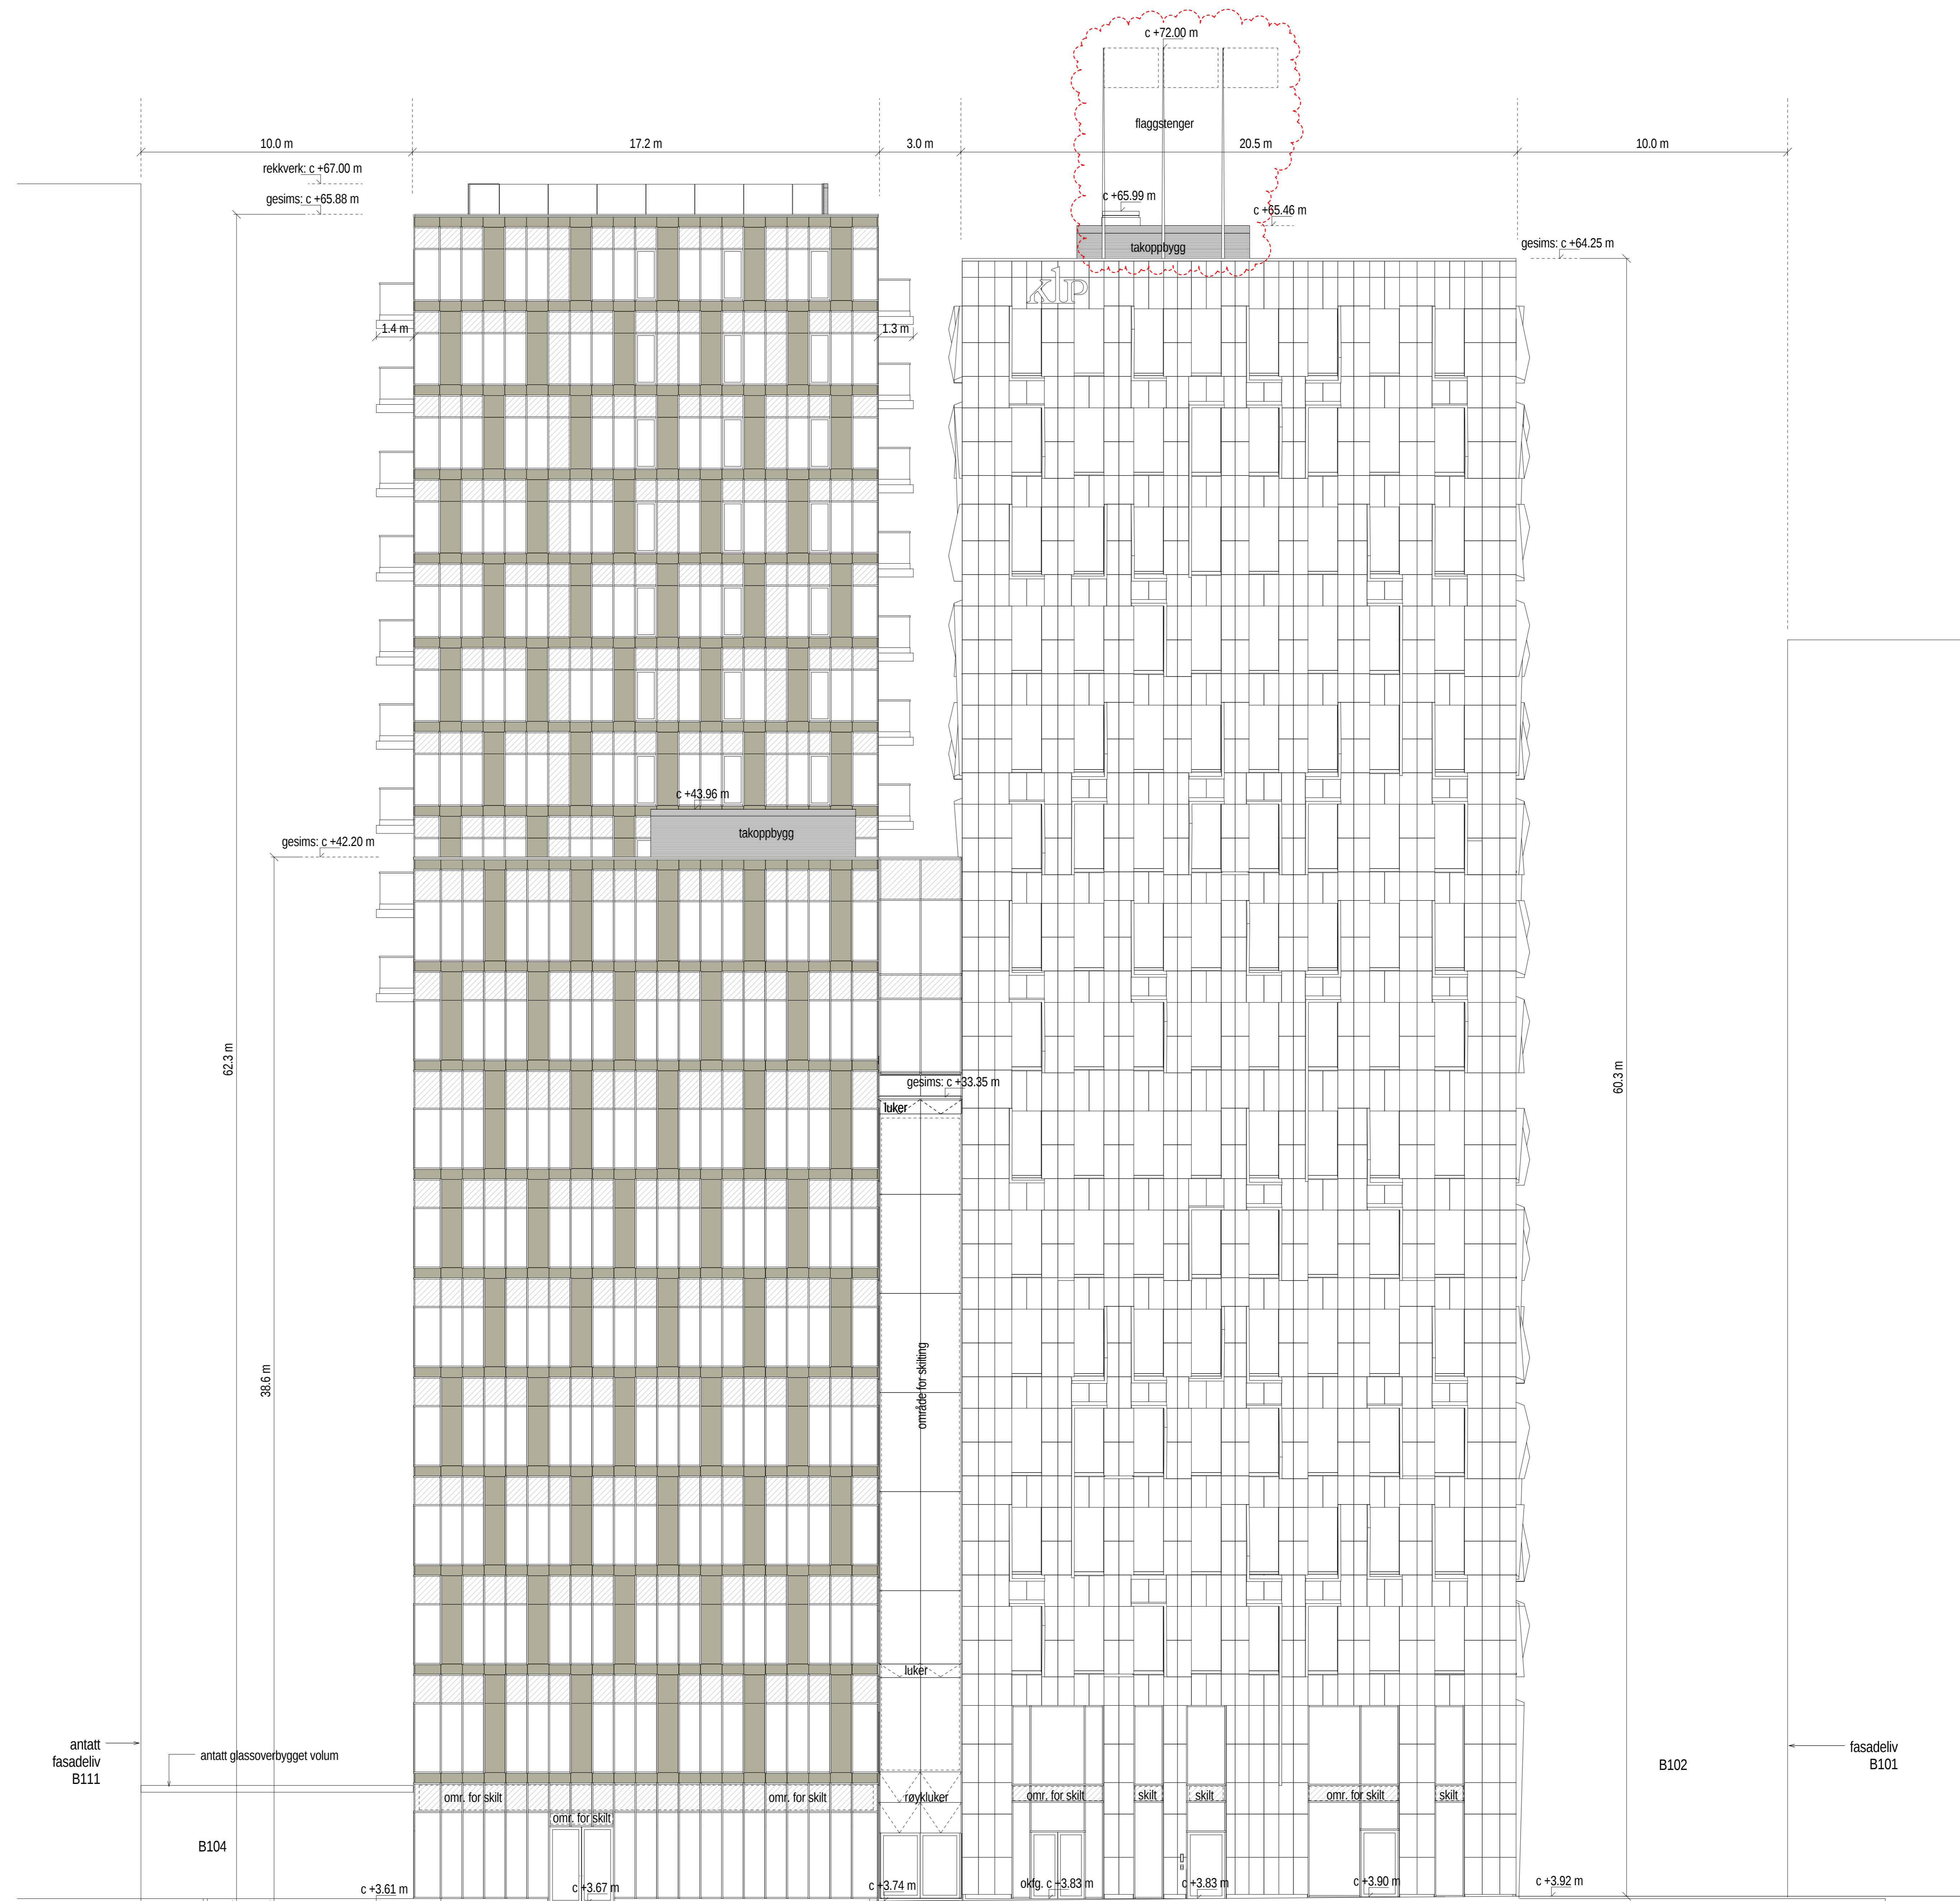 c +72.00 m
flaggstenger
10.0 m
17.2 m
3.0 m
20.5 m
10.0 m
rekkverk: c +67.00 m
gesims: c +65.88 m
c +65.99 m
c +65.46 m
takoppbygg
gesims: c +64.25 m
klp
1.4 m
1.3 m
c +43.96 m
takoppbygg
gesims: c +42.20 m
62.3 m
38.6 m
60.3 m
gesims: c +33.35 m
luker
område for skilting
luker
antatt
fasadeliv
B111
antatt glassoverbygget volum
fasadeliv
B101
B102
omr. for skilt
omr. for skilt
omr. for skilt
røykluker
omr. for skilt
skilt
skilt
omr. for skilt
skilt
B104
c +3.61 m
c +3.67 m
c +3.74 m
okfg. c +3.83 m
c +3.83 m
c +3.90 m
c +3.92 m